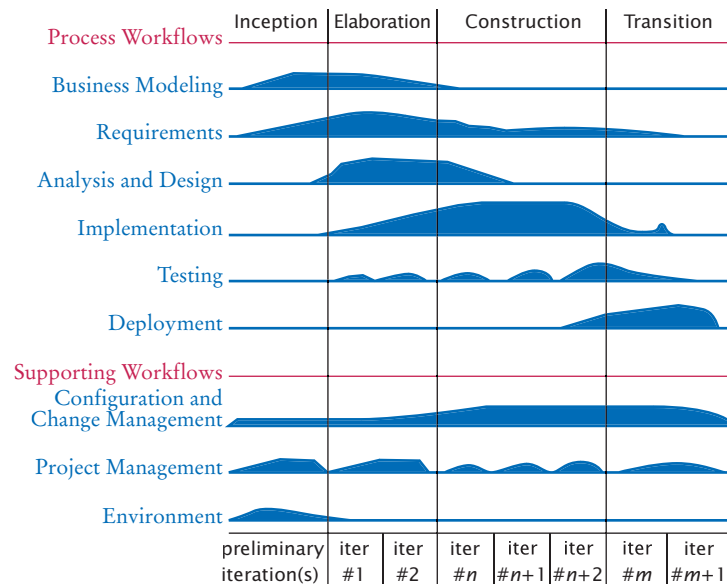 Inception Elaboration Construction Transition
Process Workflows
Business Modeling
Requirements
Analysis and Design
Implementation
Testing
Deployment
Supporting Workflows
Configuration and
Change Management
Project Management
Environment
preliminary iter iter iter iter iter iter iter
iteration(s) #1 #2 #n #n+1 #n+2 #m #m+1